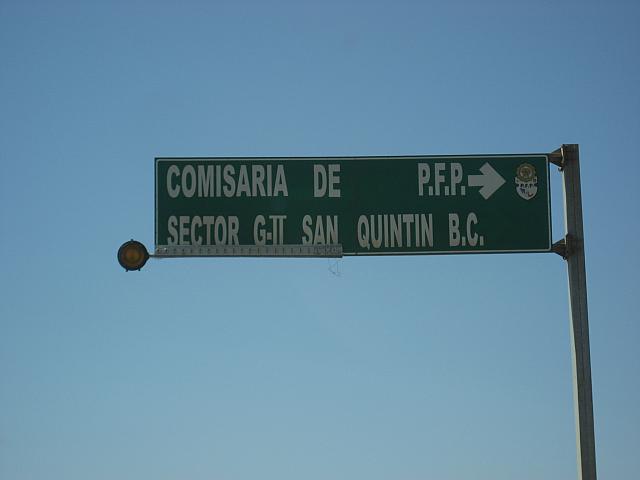 COMISARIA DE P.F.P.
SECTOR G-II SAN QUINTIN B.C.